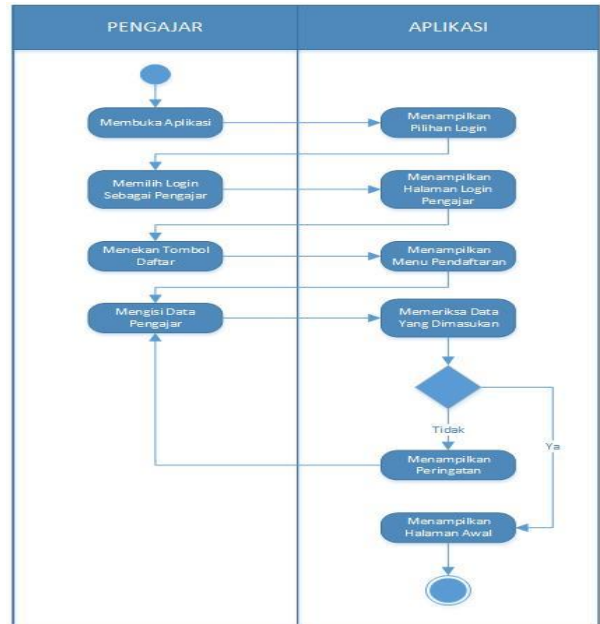 PENGAJAR
APLIKASI
Membuka Aplikasi
Menampilkan
Pilihan Login
Memilih Login
Sebagai Pengajar
Menampilkan
Halaman Login
Pengajar
Menekan Tombol
Daftar
Menampilkan
Menu Pendaftaran
Mengisi Data
Pengajar
Memeriksa Data
Yang Dimasukan
Tidak
Ya
Menampilkan
Peringatan
Menampilkan
Halaman Awal